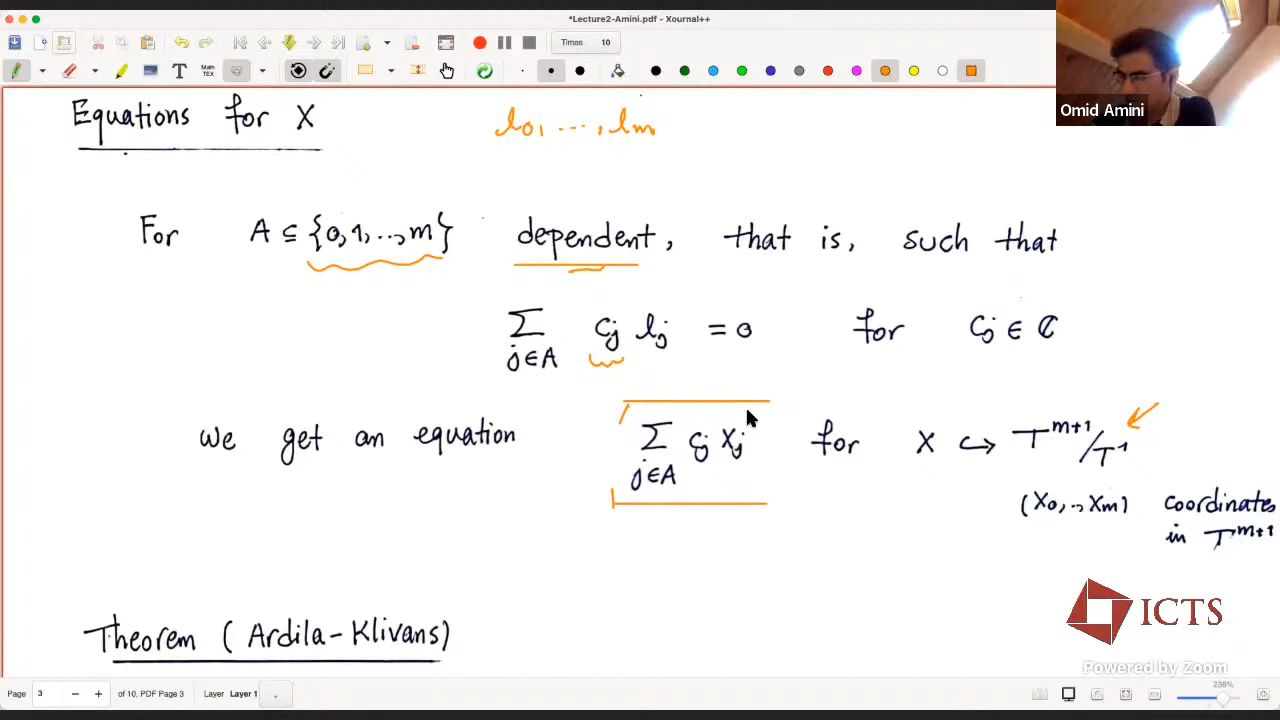 *Lecture2-Amini.pdf - Xournal++
Times 10
Omid Amini
Equations for X
l₀, ..., lₘ
For A ⊆ {0,1,..,m} dependent, that is, such that
∑_{j∈A} cⱼ lⱼ = 0 for cⱼ ∈ ℂ
We get an equation ∑_{j∈A} cⱼ Xⱼ for X ↪ T^{m+1}/T^1
(X₀,.., Xₘ) coordinates
in T^{m+1}
ICTS
Theorem (Ardila-Klivans)
Powered by Zoom
Page 3 of 10, PDF Page 3 Layer Layer 1 238%